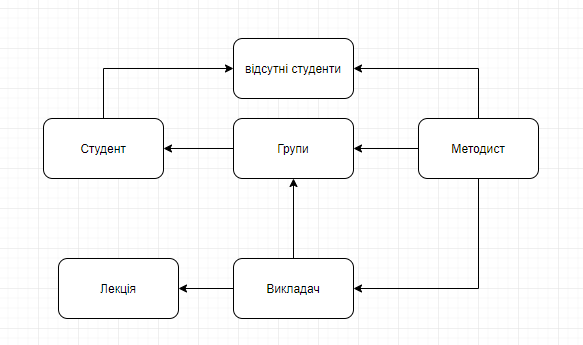 відсутні студенти
Студент
Групи
Методист
Лекція
Викладач